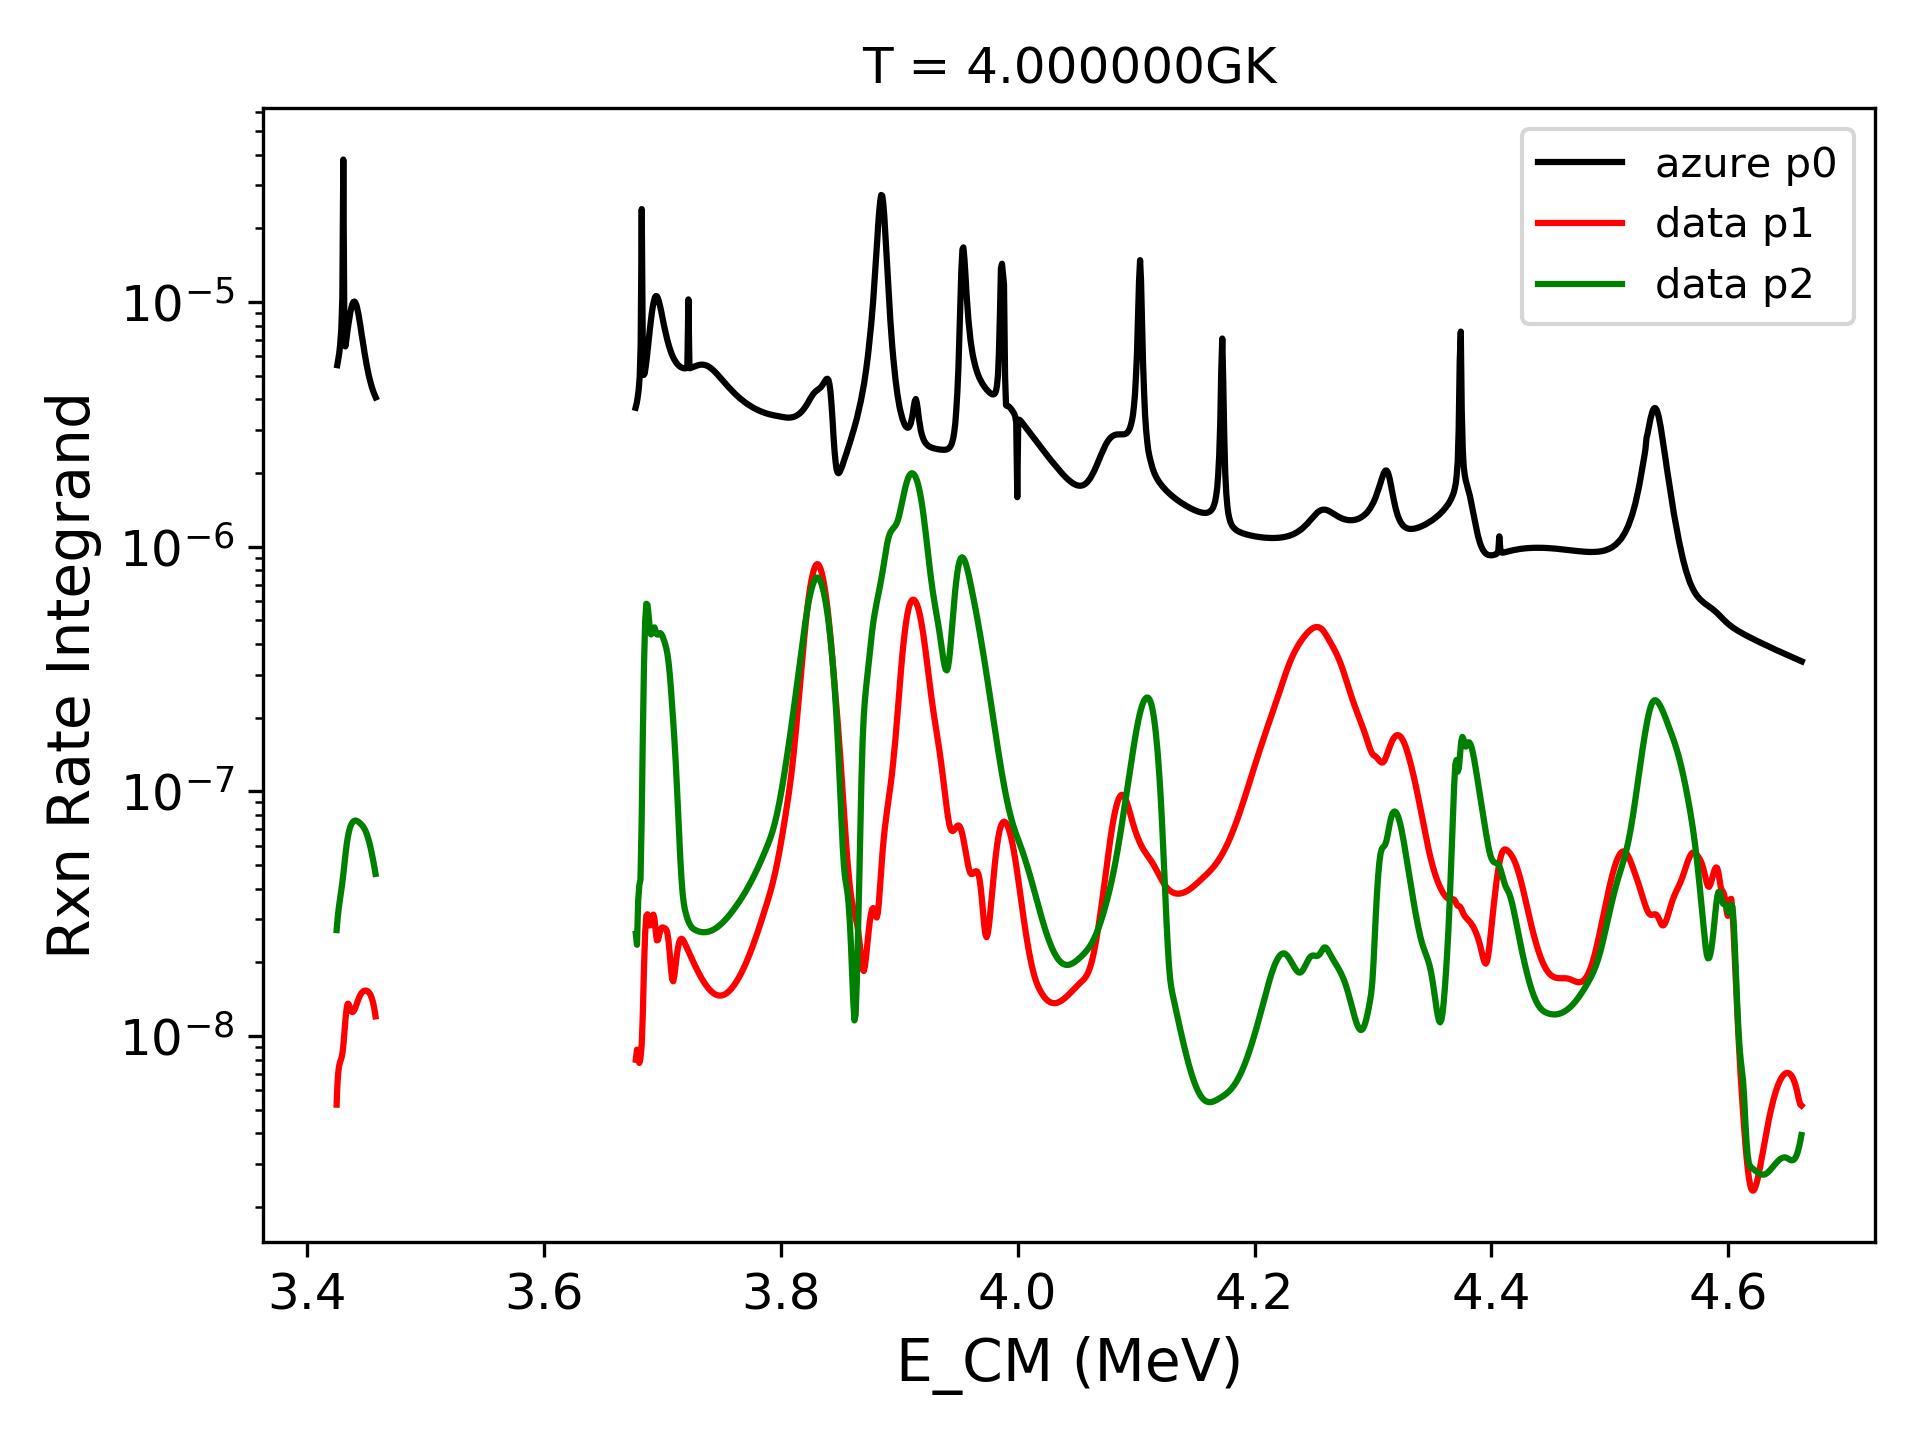 T = 4.000000GK
azure p0
data p1
data p2
Rxn Rate Integrand
10⁻⁵
10⁻⁶
10⁻⁷
10⁻⁸
3.4 3.6 3.8 4.0 4.2 4.4 4.6
E_CM (MeV)